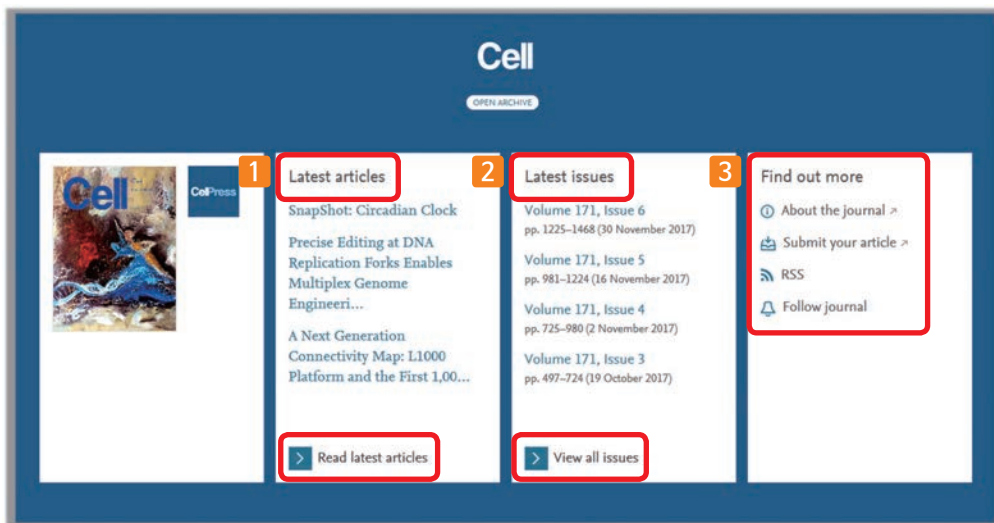 Cell
OPEN ARCHIVE
Cell
CellPress
1
Latest articles
SnapShot: Circadian Clock
Precise Editing at DNA
Replication Forks Enables
Multiplex Genome
Engineeri...
A Next Generation
Connectivity Map: L1000
Platform and the First 1,00...
Read latest articles
2
Latest issues
Volume 171, Issue 6
pp. 1225–1468 (30 November 2017)
Volume 171, Issue 5
pp. 981–1224 (16 November 2017)
Volume 171, Issue 4
pp. 725–980 (2 November 2017)
Volume 171, Issue 3
pp. 497–724 (19 October 2017)
View all issues
3
Find out more
About the journal
Submit your article
RSS
Follow journal